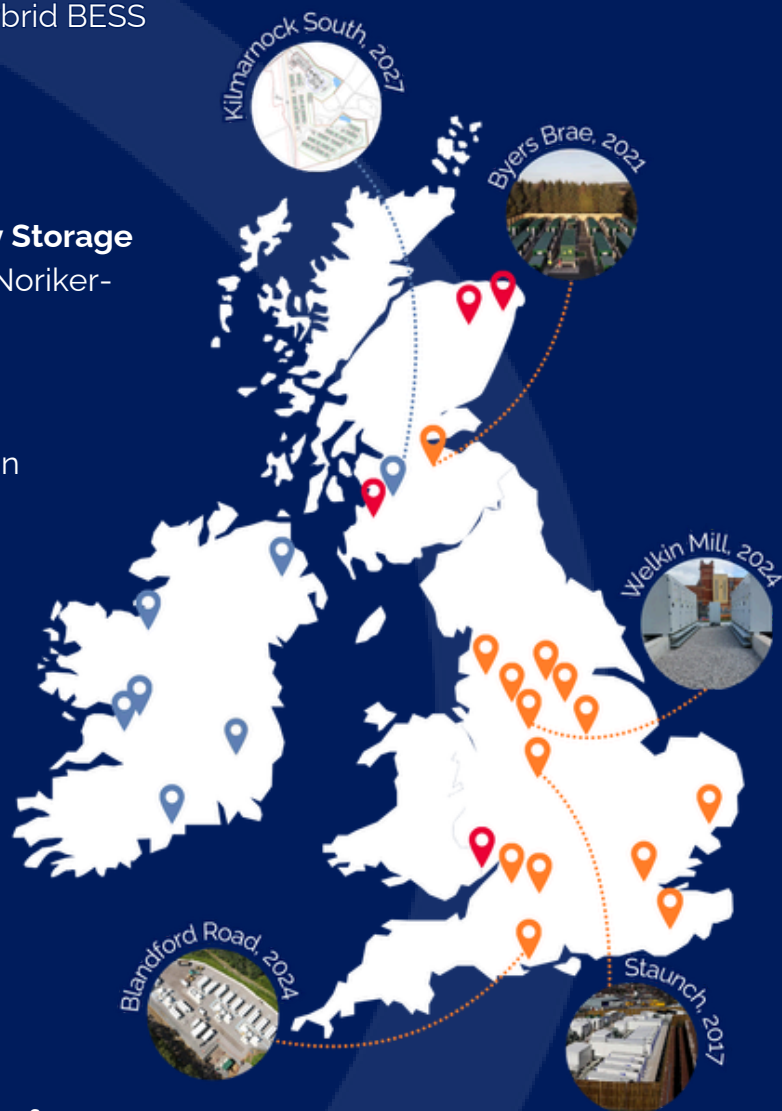 brid BESS
Kilmarnock South, 2027
Byers Brae, 2021
y Storage
Noriker-
n
Welkin Mill, 2024
Blandford Road, 2024
Staunch, 2017